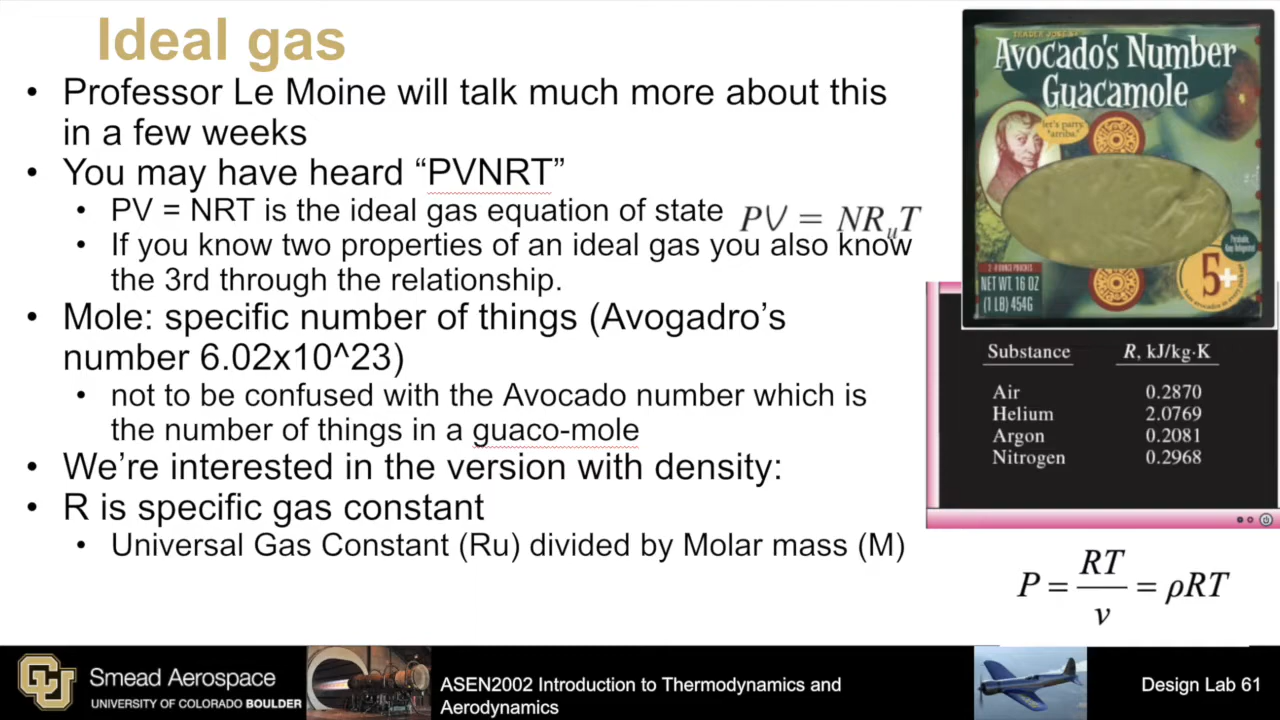 Ideal gas
• Professor Le Moine will talk much more about this
in a few weeks
• You may have heard “PVNRT”
• PV = NRT is the ideal gas equation of state
PV = NRuT
• If you know two properties of an ideal gas you also know
the 3rd through the relationship.
• Mole: specific number of things (Avogadro’s
number 6.02x10^23)
• not to be confused with the Avocado number which is
the number of things in a guaco-mole
• We’re interested in the version with density:
• R is specific gas constant
• Universal Gas Constant (Ru) divided by Molar mass (M)
TRADER JOE'S
Avocado's Number
Guacamole
let's party
"arriba."
5+
NET WT. 16 OZ
(1 LB) 454G
Substance R, kJ/kg·K
Air 0.2870
Helium 2.0769
Argon 0.2081
Nitrogen 0.2968
P = RT/v = ρRT
CU
Smead Aerospace
UNIVERSITY OF COLORADO BOULDER
ASEN2002 Introduction to Thermodynamics and
Aerodynamics
Design Lab 61